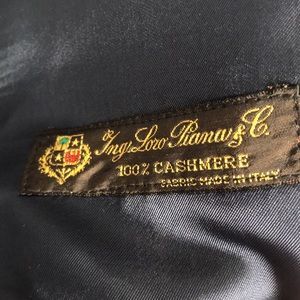 Ing. Loro Piana & C.
100% CASHMERE
FABRIC MADE IN ITALY